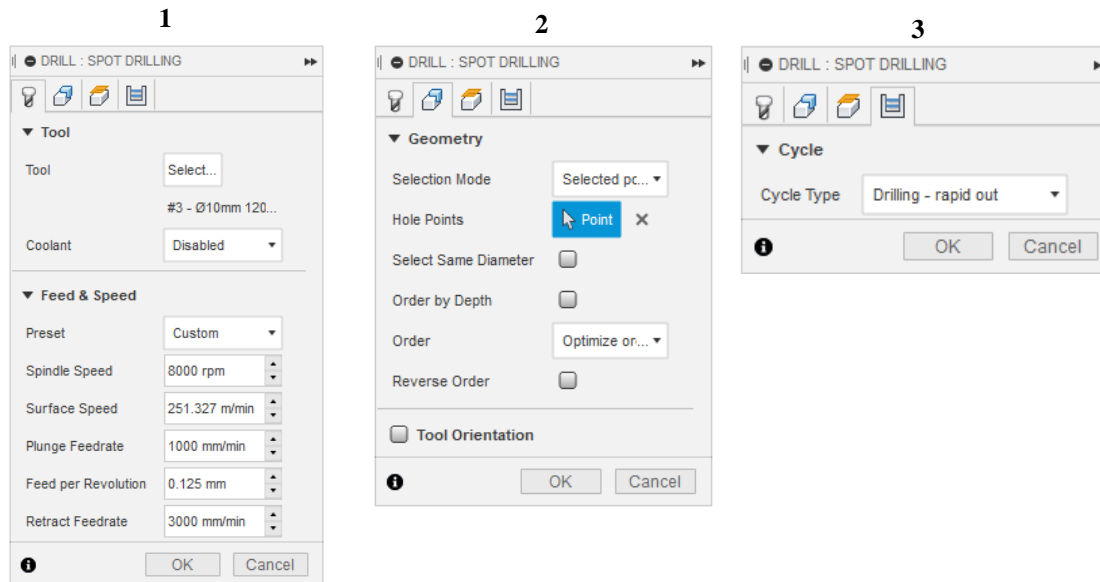 1
DRILL : SPOT DRILLING
Tool
Tool Select...
#3 - Ø10mm 120...
Coolant Disabled
Feed & Speed
Preset Custom
Spindle Speed 8000 rpm
Surface Speed 251.327 m/min
Plunge Feedrate 1000 mm/min
Feed per Revolution 0.125 mm
Retract Feedrate 3000 mm/min
OK Cancel
2
DRILL : SPOT DRILLING
Geometry
Selection Mode Selected pc...
Hole Points Point
Select Same Diameter
Order by Depth
Order Optimize or...
Reverse Order
Tool Orientation
OK Cancel
3
DRILL : SPOT DRILLING
Cycle
Cycle Type Drilling - rapid out
OK Cancel